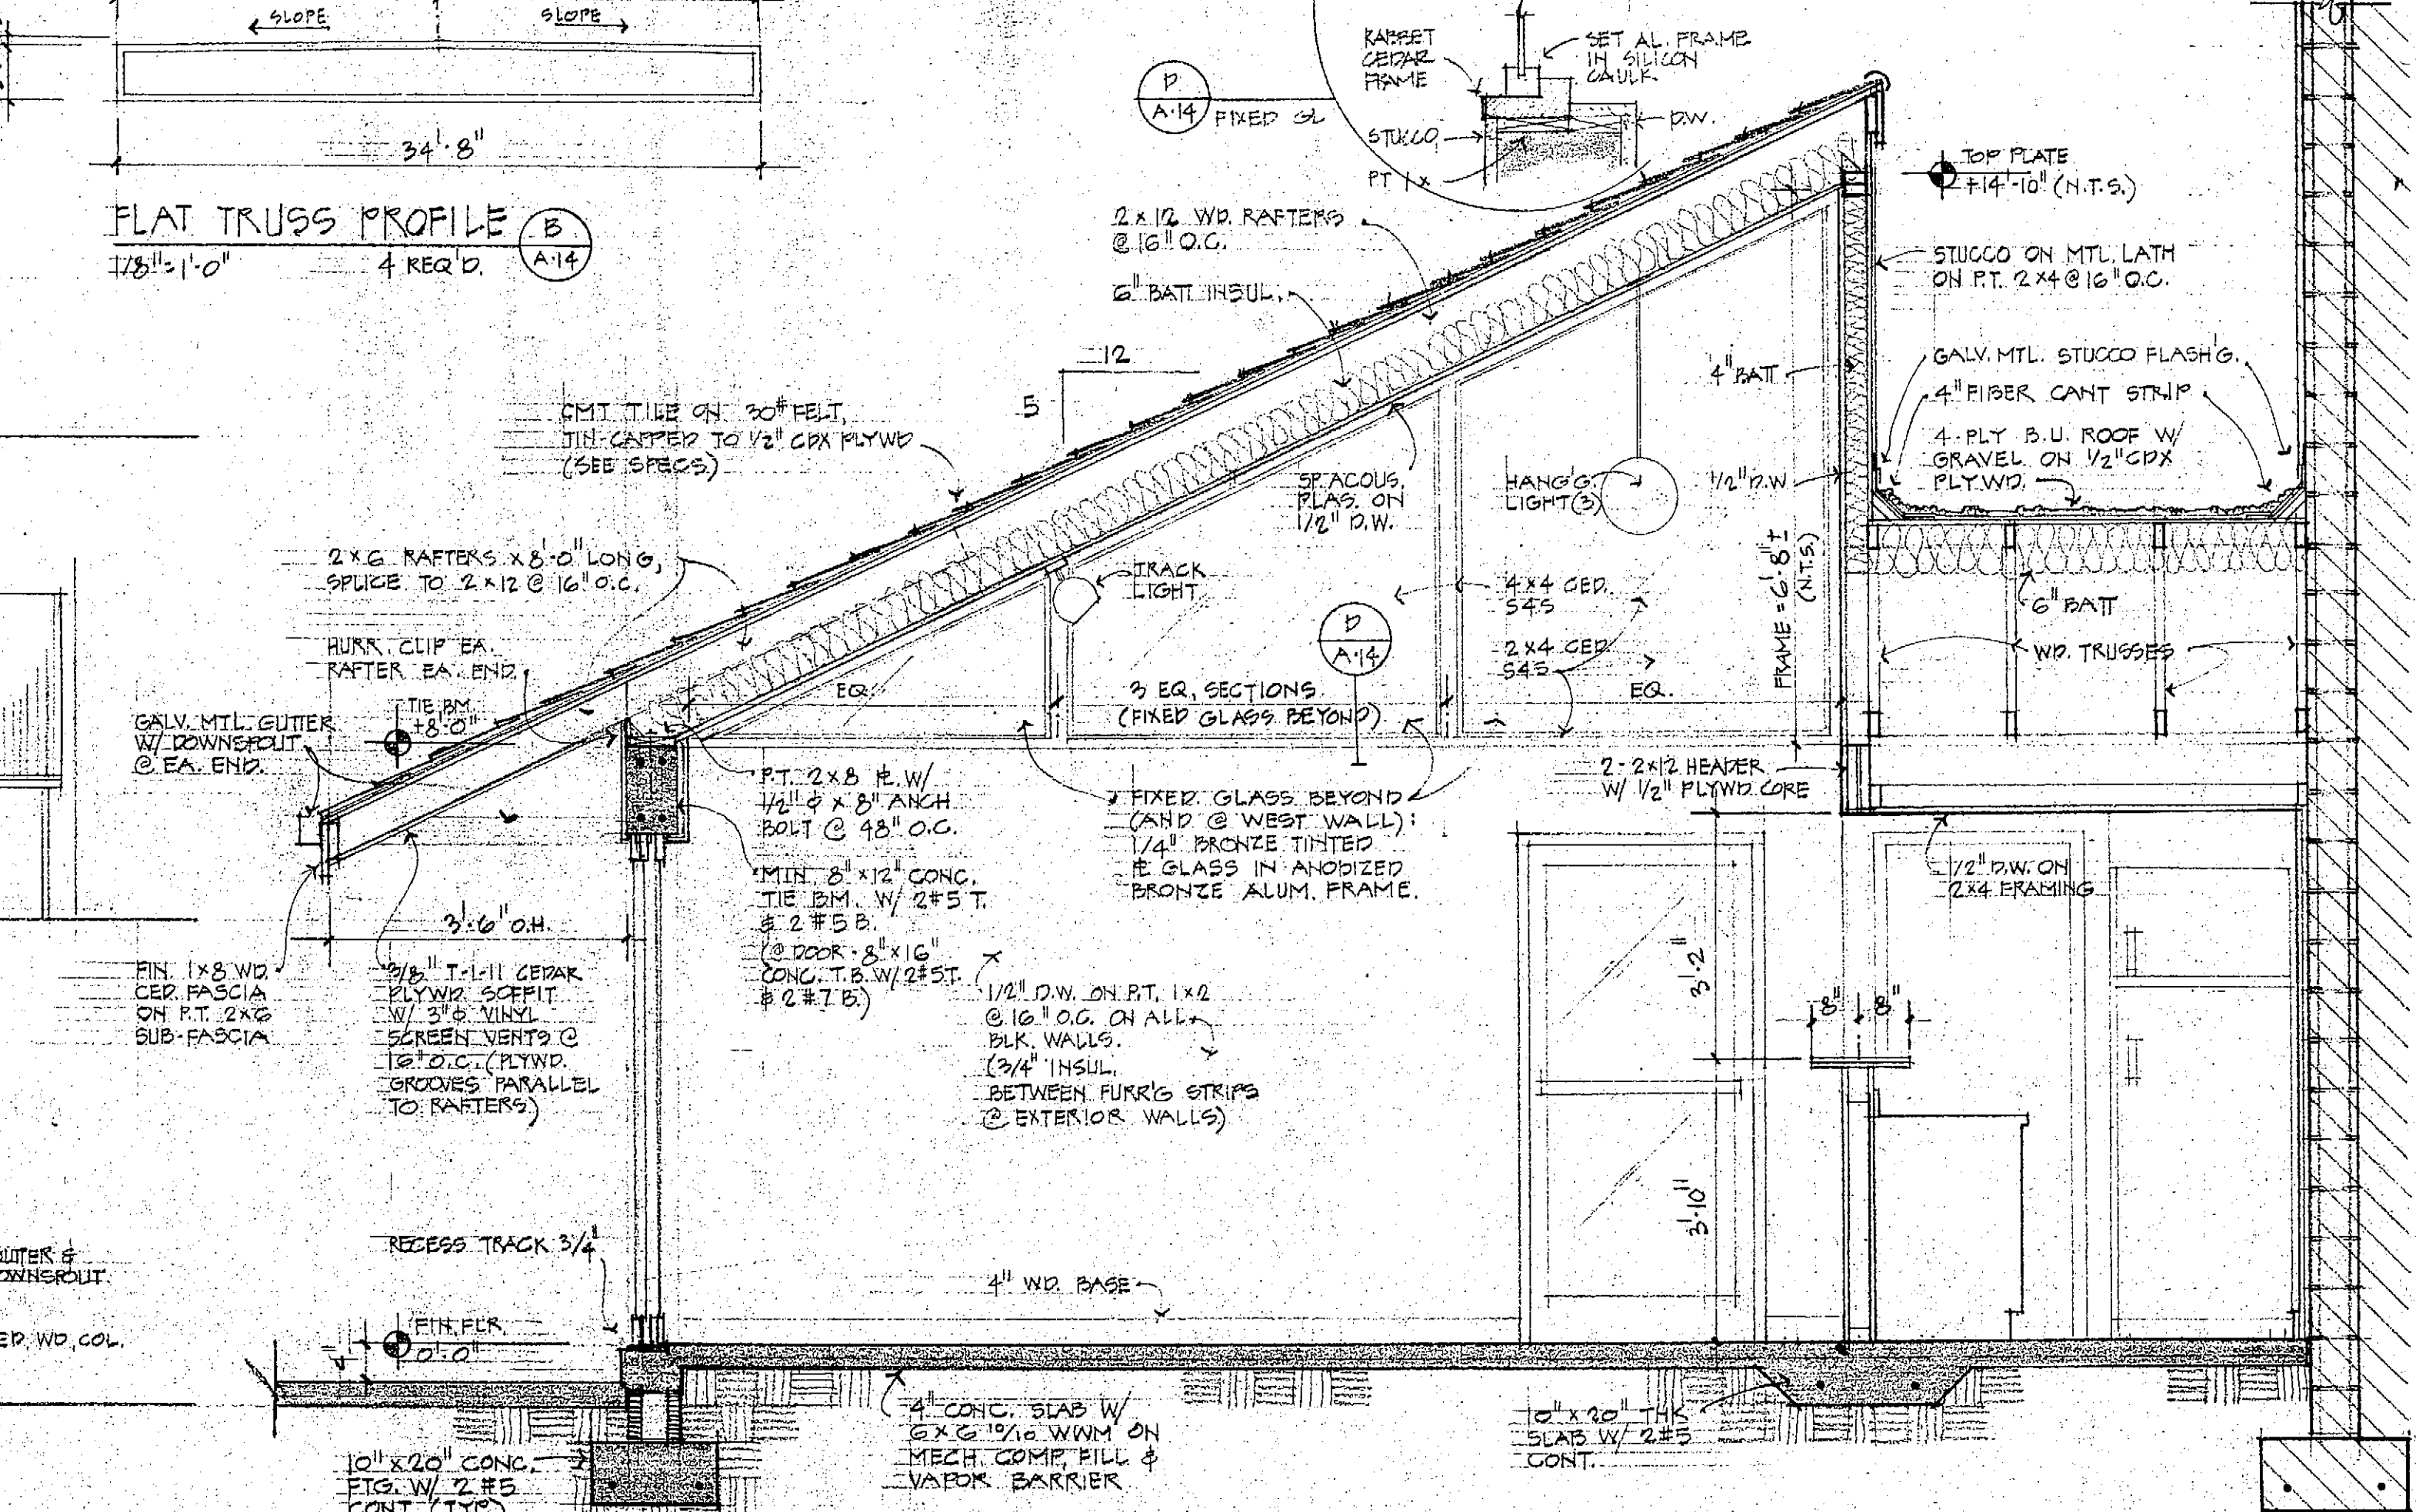 SLOPE
SLOPE
34'-8"
FLAT TRUSS PROFILE
1/8"=1'-0"
4 REQ'D.
B
A·14
D
A·14
FIXED GL
RABBET
CEDAR
FRAME
SET AL. FRAME
IN SILICON
CAULK.
STUCCO
D.W.
PT 1x
TOP PLATE
+14'-10" (N.T.S.)
2x12 WD. RAFTERS
@ 16" O.C.
6" BATT INSUL.
STUCCO ON MTL. LATH
ON P.T. 2x4 @ 16" O.C.
12
5
4" BATT
GALV. MTL. STUCCO FLASH'G.
4" FIBER CANT STRIP
4-PLY B.U. ROOF W/
GRAVEL ON 1/2" CDX
PLYWD.
CMT TILE ON 30# FELT,
TIN-CAPPED TO 1/2" CDX PLYWD
(SEE SPECS.)
SP. ACOUS.
PLAS. ON
1/2" D.W.
HANG'G.
LIGHT (3)
1/2" D.W.
2x6 RAFTERS x 8'-0" LONG,
SPLICE TO 2x12 @ 16" O.C.
TRACK
LIGHT
4x4 CED.
S4S
2x4 CED.
S4S
FRAME = 6'-8" ±
(N.T.S.)
6" BATT
WD. TRUSSES
HURR. CLIP EA.
RAFTER EA. END.
D
A·14
TIE BM.
+8'-0"
GALV. MTL. GUTTER
W/ DOWNSPOUT
@ EA. END.
EQ.
3 EQ. SECTIONS
(FIXED GLASS BEYOND)
EQ.
P.T. 2x8 PL W/
1/2" φ x 8" ANCH
BOLT @ 48" O.C.
FIXED GLASS BEYOND
(AND @ WEST WALL):
1/4" BRONZE TINTED
PL GLASS IN ANODIZED
BRONZE ALUM. FRAME.
2-2x12 HEADER
W/ 1/2" PLYWD CORE
1/2" D.W. ON
2x4 FRAMING
MIN. 8"x12" CONC.
TIE BM. W/ 2#5 T.
& 2 #5 B.
(@ DOOR - 8"x16"
CONC. T.B. W/ 2#5 T.
& 2 #7 B.)
3'-6" O.H.
FIN. 1x8 WD.
CED. FASCIA
ON P.T. 2x6
SUB-FASCIA
3/8" T-1-11 CEDAR
PLYWD. SOFFIT
W/ 3" φ VINYL
SCREEN VENTS @
16" O.C. (PLYWD.
GROOVES PARALLEL
TO RAFTERS)
1/2" D.W. ON P.T. 1x2
@ 16" O.C. ON ALL
BLK. WALLS.
(3/4" INSUL.
BETWEEN FURR'G STRIPS
@ EXTERIOR WALLS)
3'-2"
8"
8"
3'-10"
RECESS TRACK 3/4"
4" WD. BASE
UTTER &
OWNSPOUT.
ED WD. COL.
FIN. FLR.
0'-0"
4" CONC. SLAB W/
6x6 10/10 WWM ON
MECH. COMP. FILL &
VAPOR BARRIER
10" x 20" THK
SLAB W/ 2#5
CONT.
10" x 20" CONC.
FTG. W/ 2 #5
CONT. (TYP)